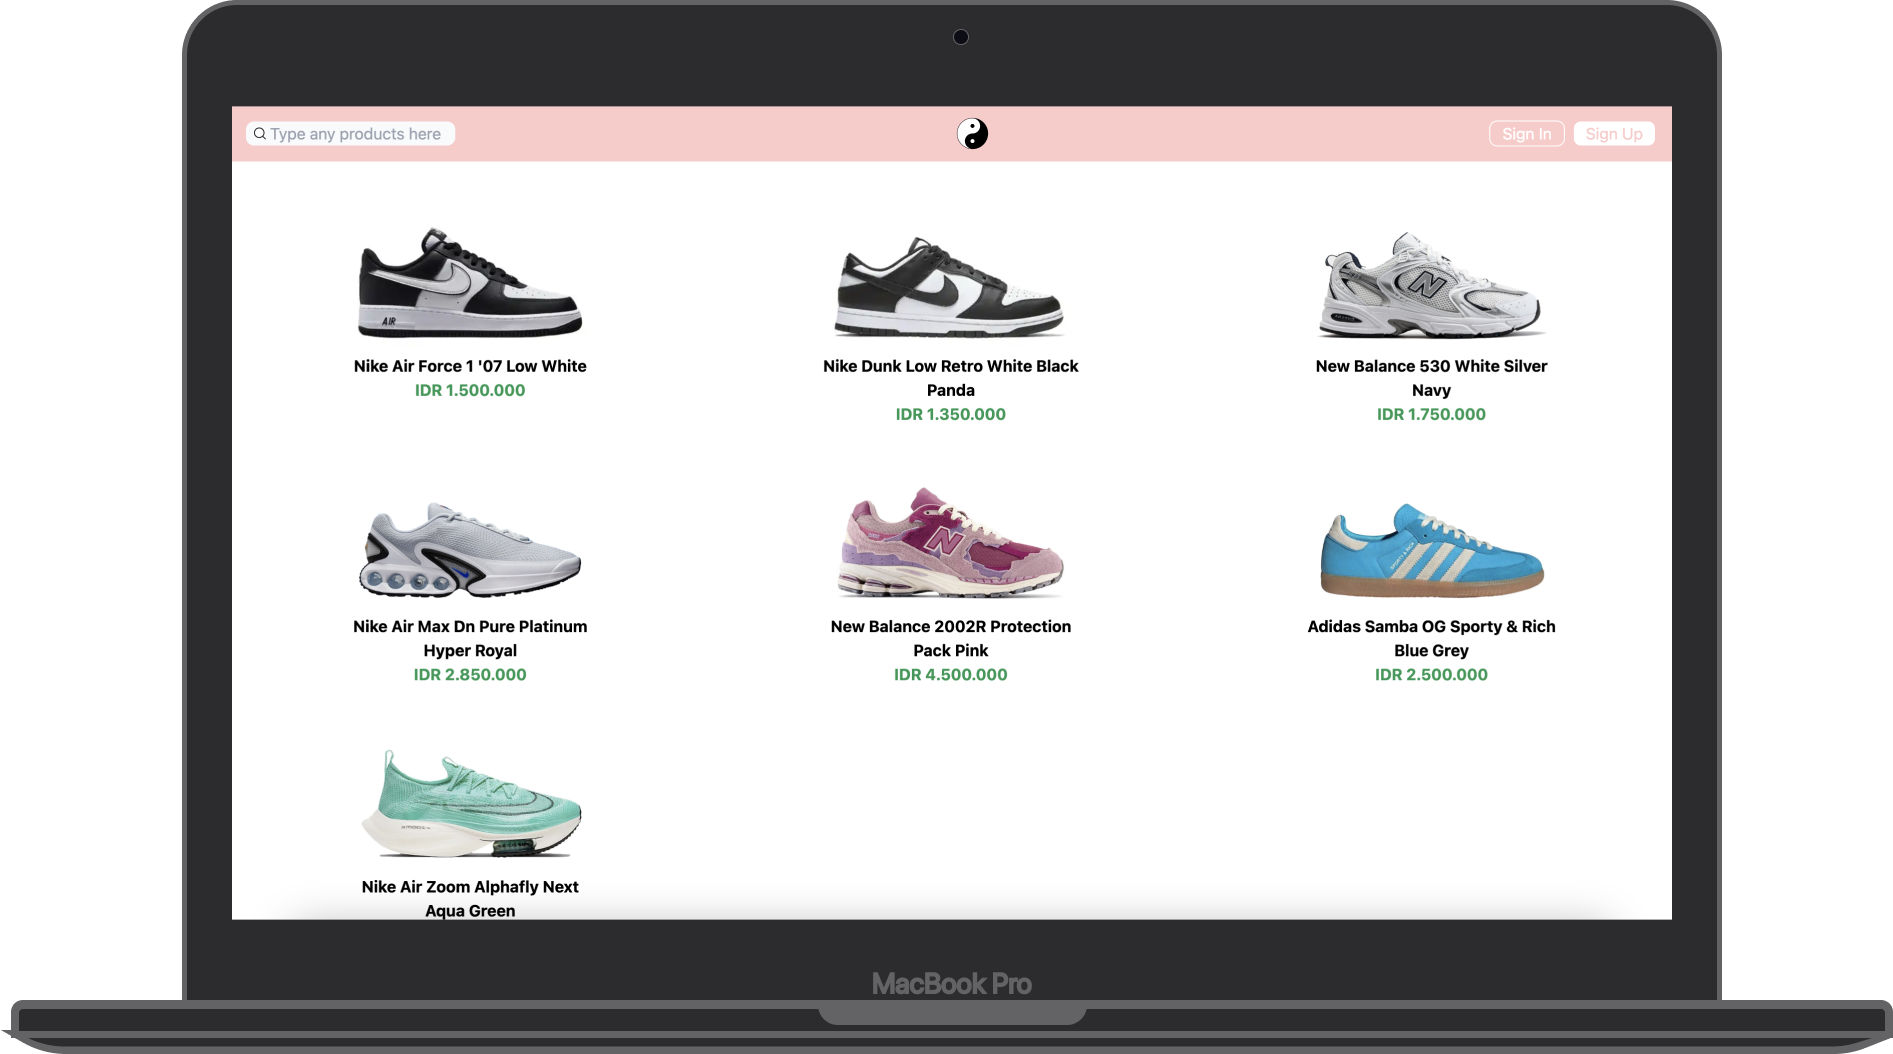 Type any products here
Sign In
Sign Up
AIR
Nike Air Force 1 '07 Low White
IDR 1.500.000
Nike Dunk Low Retro White Black
Panda
IDR 1.350.000
N
New Balance 530 White Silver
Navy
IDR 1.750.000
Nike Air Max Dn Pure Platinum
Hyper Royal
IDR 2.850.000
N
New Balance 2002R Protection
Pack Pink
IDR 4.500.000
SPORTY & RICH
Adidas Samba OG Sporty & Rich
Blue Grey
IDR 2.500.000
Nike Air Zoom Alphafly Next
Aqua Green
MacBook Pro